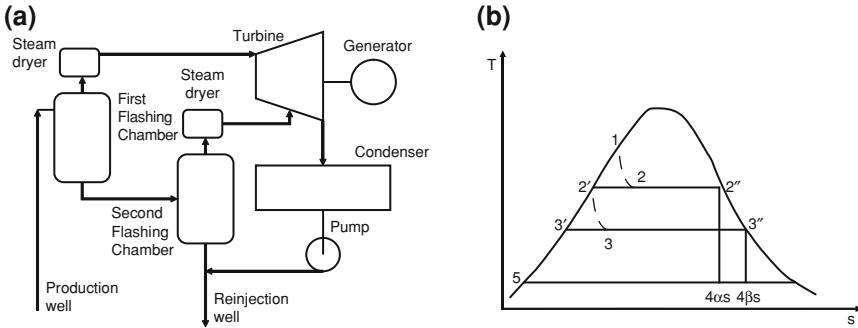 (a)
Turbine
Generator
Steam
dryer
Steam
dryer
First
Flashing
Chamber
Condenser
Second
Flashing
Chamber
Pump
Production
well
Reinjection
well
(b)
T
1
2
2′
2″
3′
3″
3
5
4αs
4βs
s